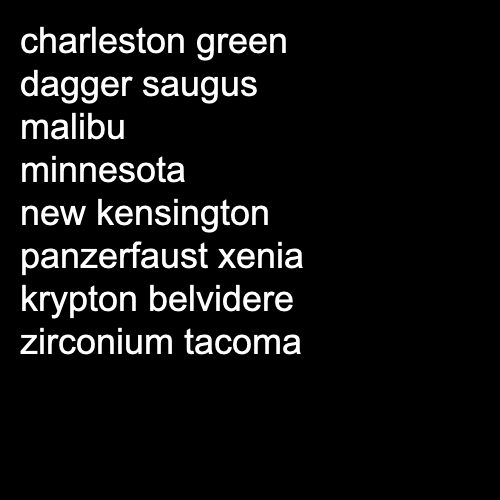 charleston green
dagger saugus
malibu
minnesota
new kensington
panzerfaust xenia
krypton belvidere
zirconium tacoma